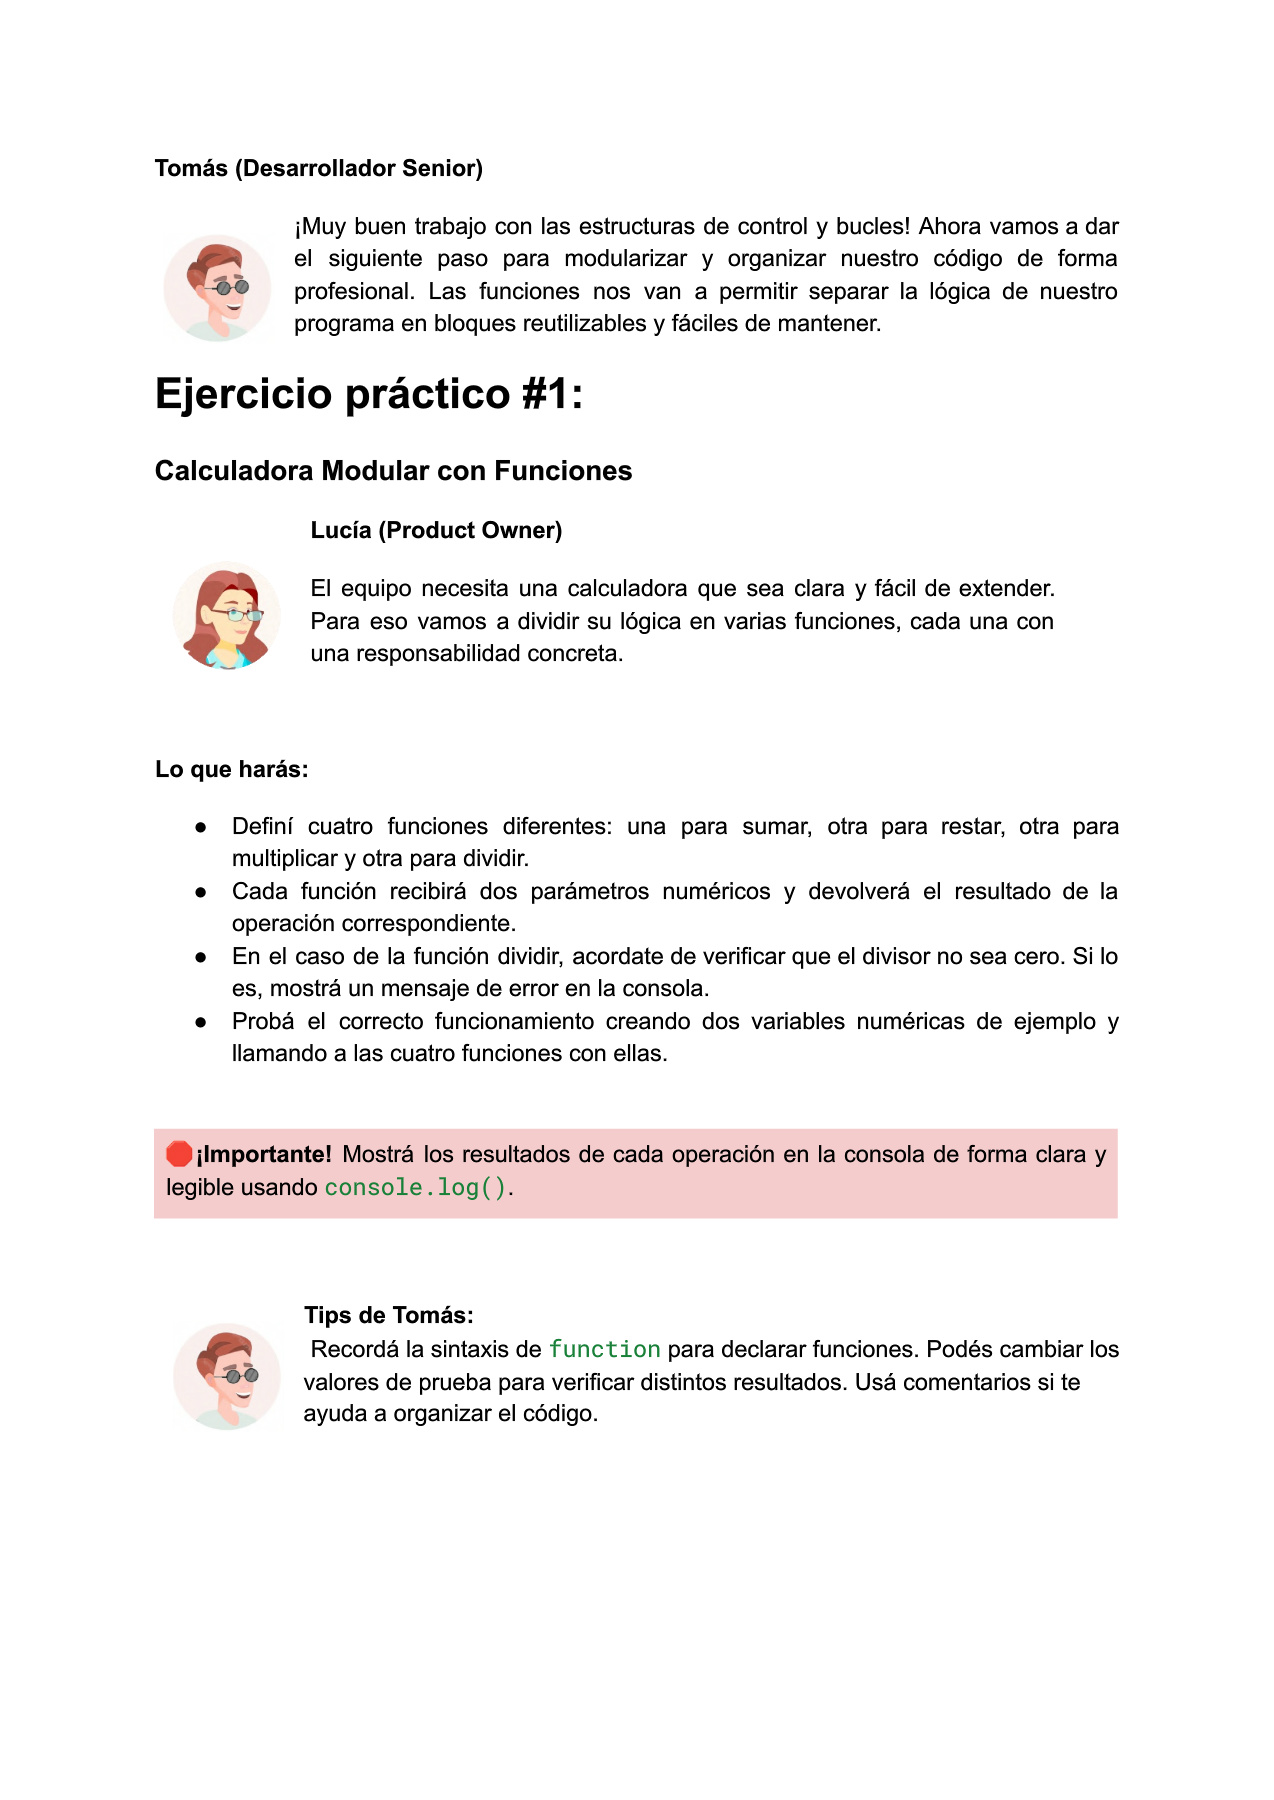 Tomás (Desarrollador Senior)
¡Muy buen trabajo con las estructuras de control y bucles! Ahora vamos a dar
el siguiente paso para modularizar y organizar nuestro código de forma
profesional. Las funciones nos van a permitir separar la lógica de nuestro
programa en bloques reutilizables y fáciles de mantener.
Ejercicio práctico #1:
Calculadora Modular con Funciones
Lucía (Product Owner)
El equipo necesita una calculadora que sea clara y fácil de extender.
Para eso vamos a dividir su lógica en varias funciones, cada una con
una responsabilidad concreta.
Lo que harás:
● Definí cuatro funciones diferentes: una para sumar, otra para restar, otra para
multiplicar y otra para dividir.
● Cada función recibirá dos parámetros numéricos y devolverá el resultado de la
operación correspondiente.
● En el caso de la función dividir, acordate de verificar que el divisor no sea cero. Si lo
es, mostrá un mensaje de error en la consola.
● Probá el correcto funcionamiento creando dos variables numéricas de ejemplo y
llamando a las cuatro funciones con ellas.
🛑¡Importante! Mostrá los resultados de cada operación en la consola de forma clara y
legible usando console.log().
Tips de Tomás:
Recordá la sintaxis de function para declarar funciones. Podés cambiar los
valores de prueba para verificar distintos resultados. Usá comentarios si te
ayuda a organizar el código.